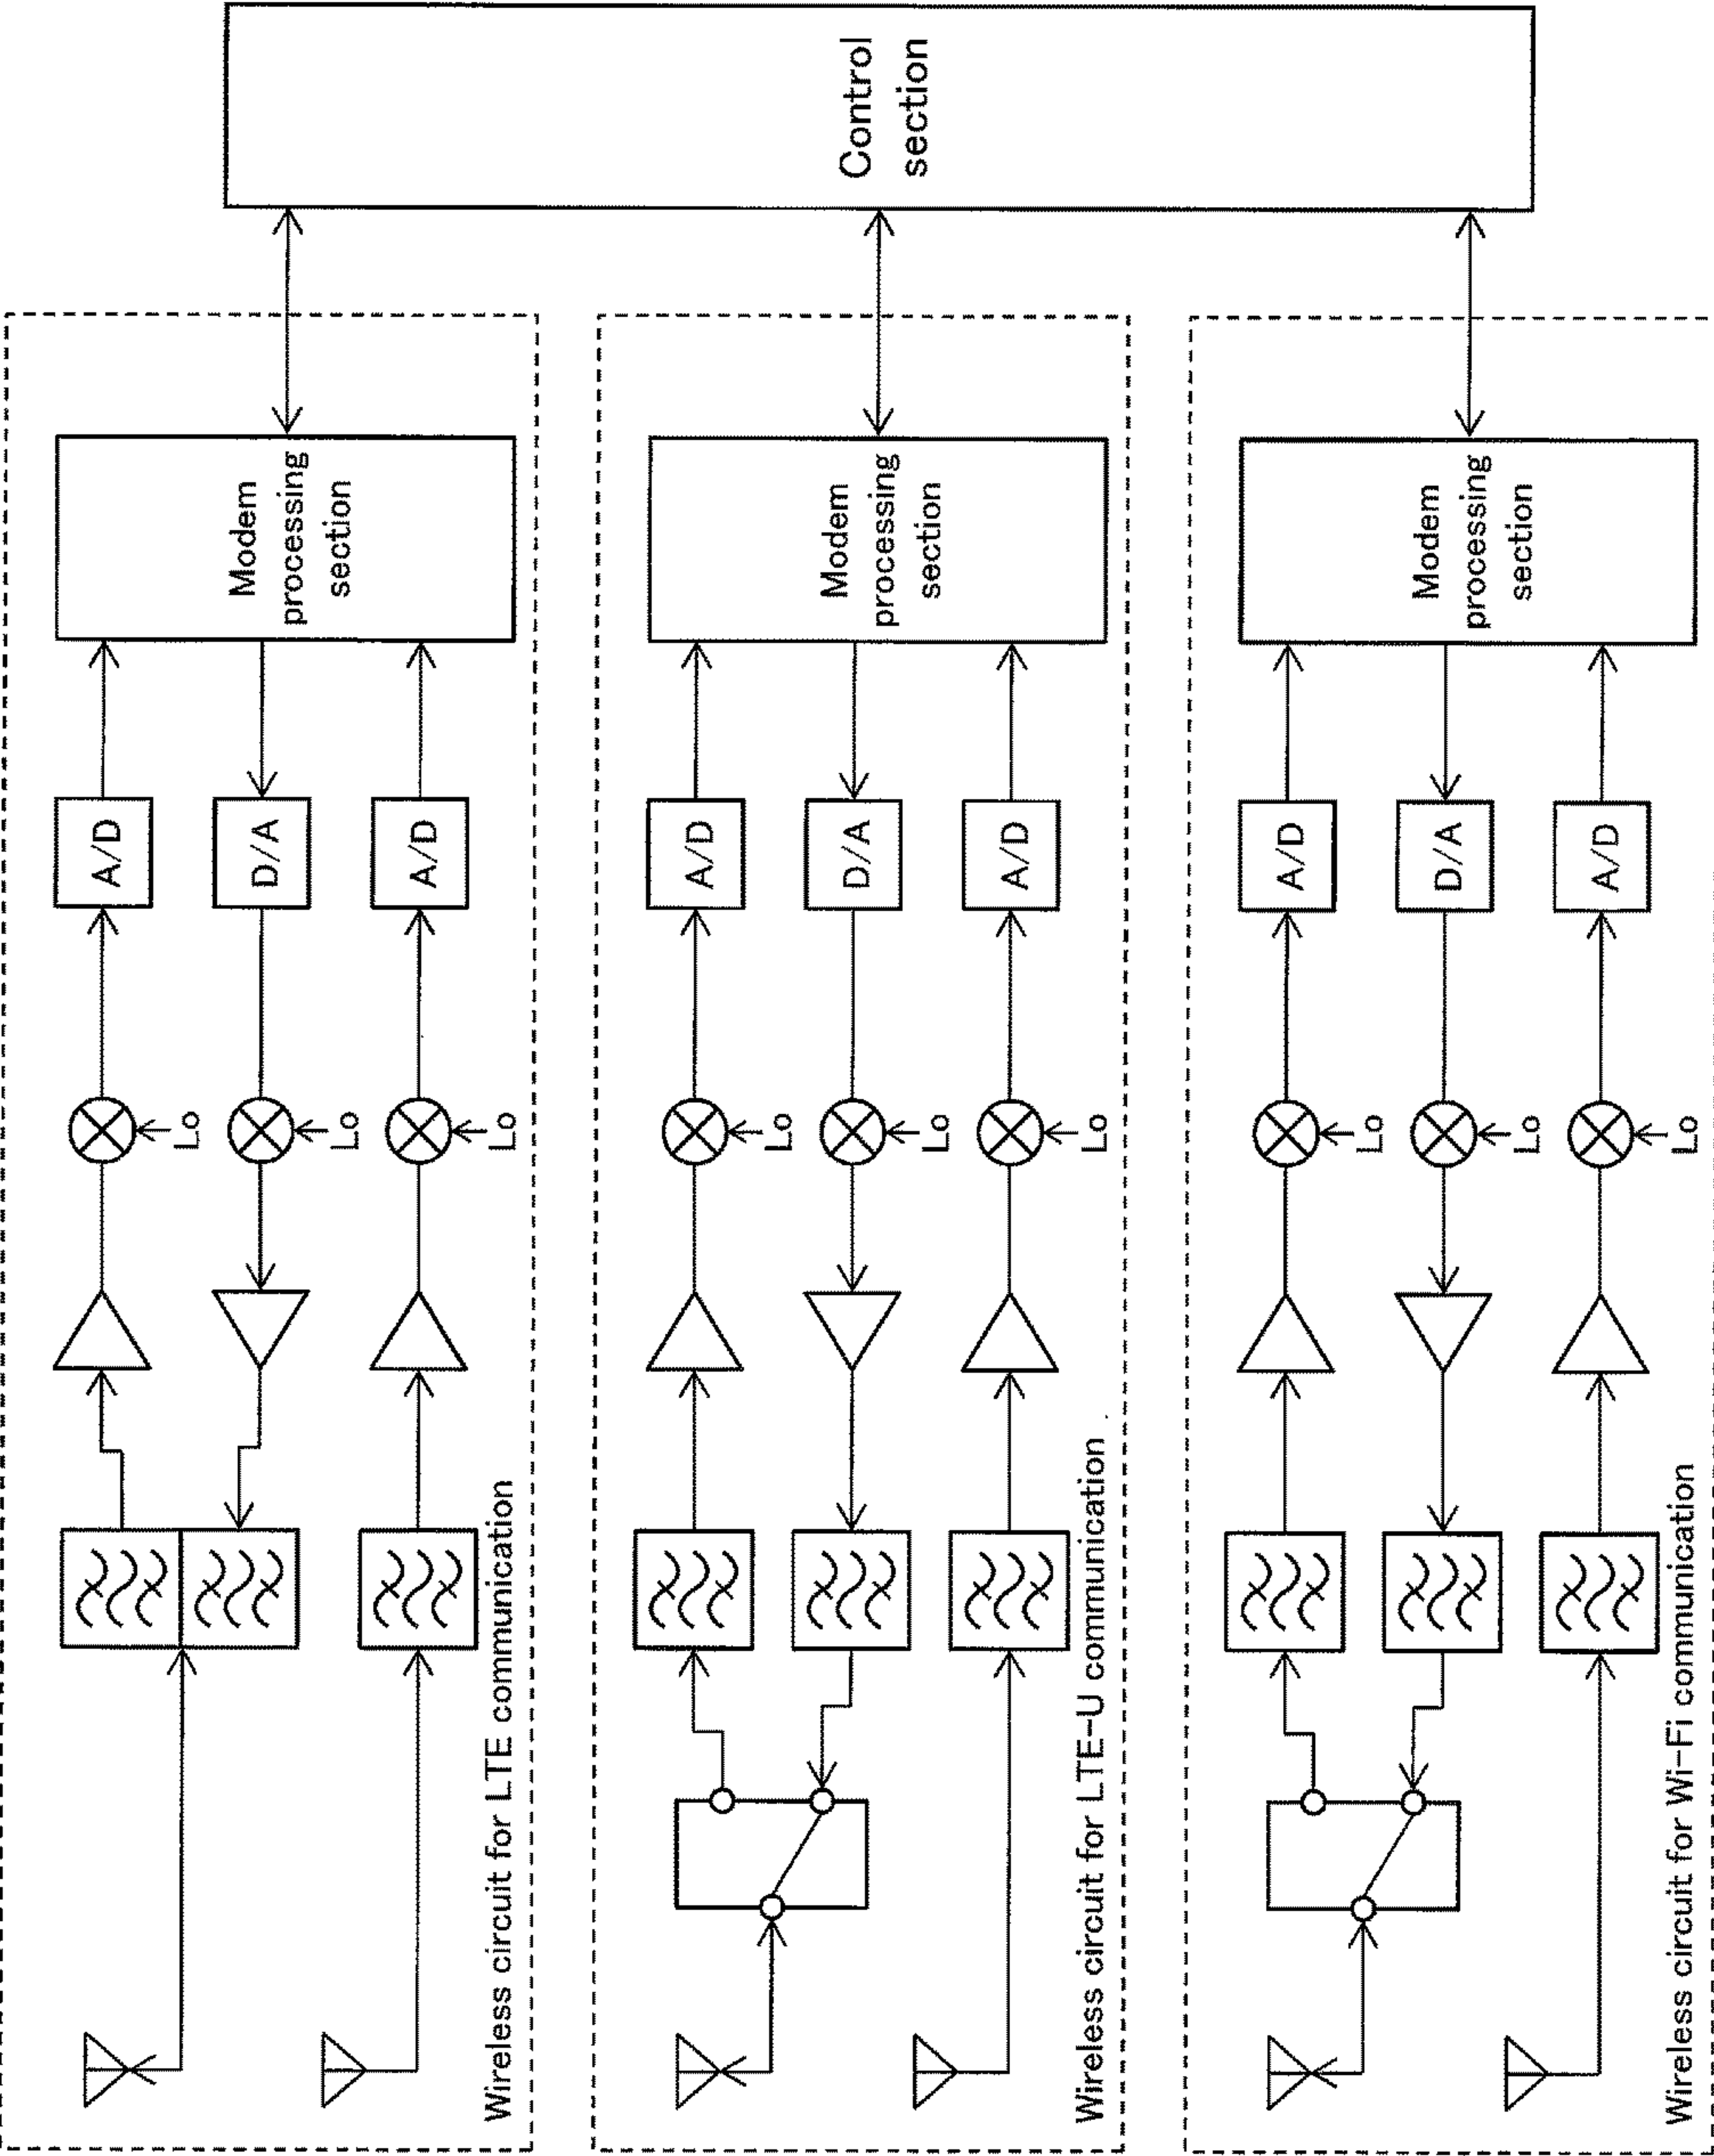 A/D
Lo
Modem
processing
section
D/A
Lo
A/D
Lo
Wireless circuit for LTE communication
A/D
Lo
Modem
processing
section
D/A
Lo
A/D
Lo
Wireless circuit for LTE-U communication
A/D
Lo
Modem
processing
section
D/A
Lo
A/D
Lo
Wireless circuit for Wi-Fi communication
Control
section